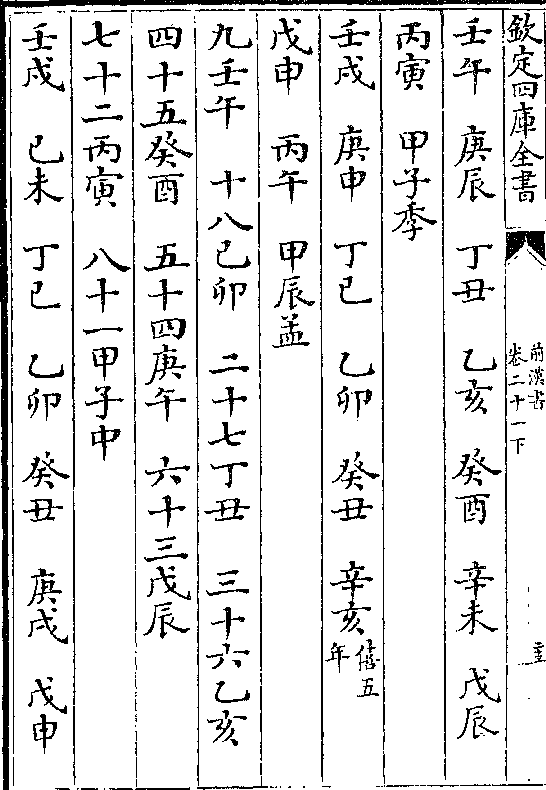 欽定四庫全書
前漢書
卷二十一下
壬午 庚辰 丁丑 乙亥 癸酉 辛未 戊辰
丙寅 甲子季
壬戌 庚申 丁巳 乙卯 癸丑 辛亥僖五年
戊申 丙午 甲辰孟
九壬午 十八己卯 二十七丁丑 三十六乙亥
四十五癸酉 五十四庚午 六十三戊辰
七十二丙寅 八十一甲子中
壬戌 己未 丁巳 乙卯 癸丑 庚戌 戊申